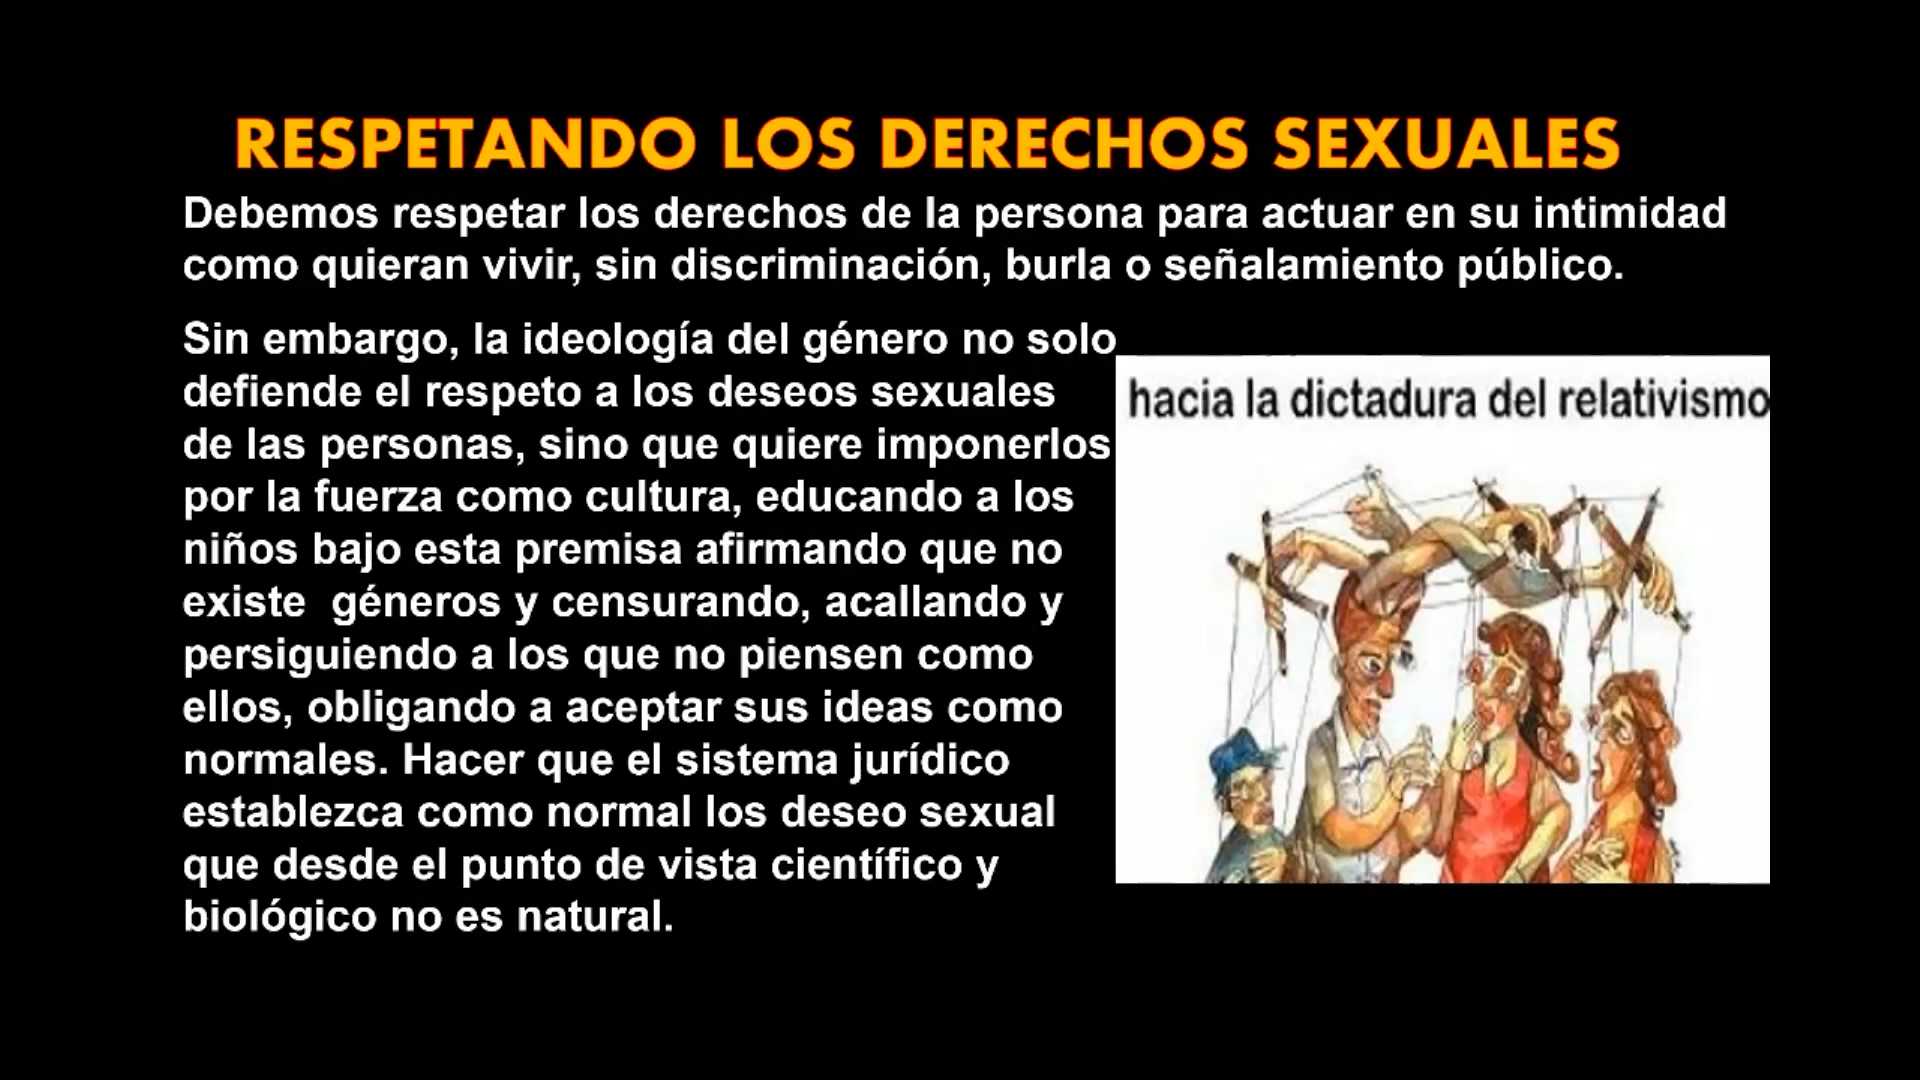 RESPETANDO LOS DERECHOS SEXUALES
Debemos respetar los derechos de la persona para actuar en su intimidad
como quieran vivir, sin discriminación, burla o señalamiento público.
Sin embargo, la ideología del género no solo
defiende el respeto a los deseos sexuales
de las personas, sino que quiere imponerlos
por la fuerza como cultura, educando a los
niños bajo esta premisa afirmando que no
existe  géneros y censurando, acallando y
persiguiendo a los que no piensen como
ellos, obligando a aceptar sus ideas como
normales. Hacer que el sistema jurídico
establezca como normal los deseo sexual
que desde el punto de vista científico y
biológico no es natural.
hacia la dictadura del relativismo